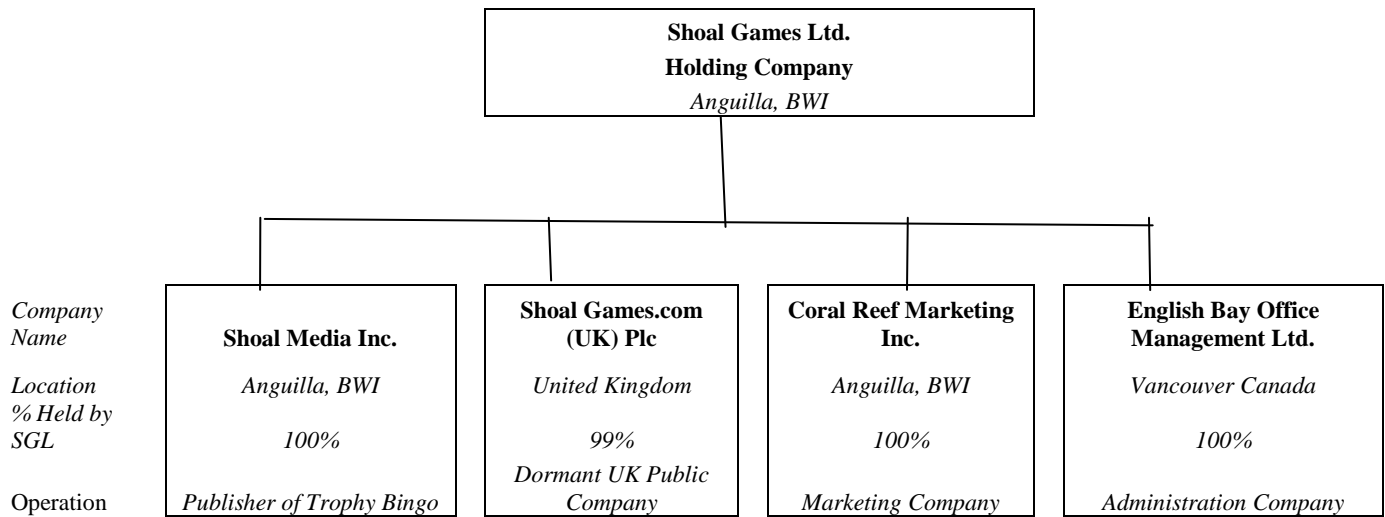 Shoal Games Ltd.
Holding Company
Anguilla, BWI
Company
Name
Shoal Media Inc.
Shoal Games.com
(UK) Plc
Coral Reef Marketing
Inc.
English Bay Office
Management Ltd.
Location
Anguilla, BWI
United Kingdom
Anguilla, BWI
Vancouver Canada
% Held by
SGL
100%
99%
100%
100%
Operation
Publisher of Trophy Bingo
Dormant UK Public
Company
Marketing Company
Administration Company